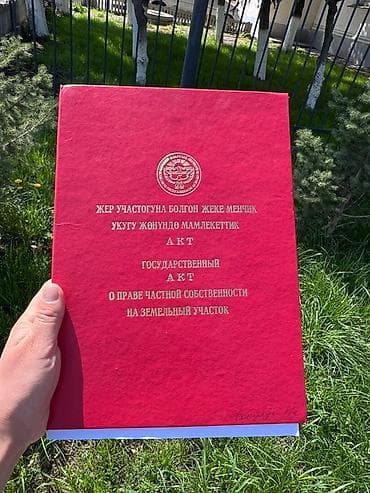 ЖЕР УЧАСТОГУНА БОЛГОН ЖЕКЕ МЕНЧИК
УКУГУ ЖӨНҮНДӨ МАМЛЕКЕТТИК
АКТ
ГОСУДАРСТВЕННЫЙ
АКТ
О ПРАВЕ ЧАСТНОЙ СОБСТВЕННОСТИ
НА ЗЕМЕЛЬНЫЙ УЧАСТОК